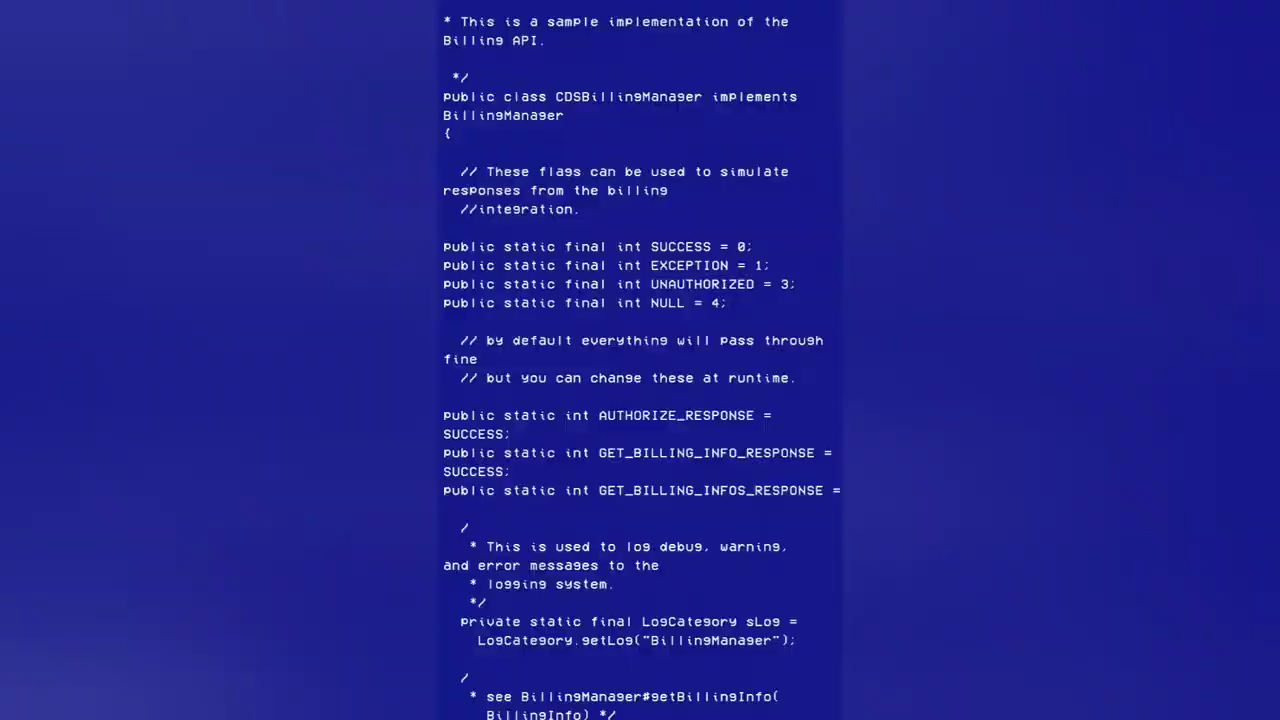 * This is a sample implementation of the
Billing API.
*/
public class CDSBillingManager implements
BillingManager
{
// These flags can be used to simulate
responses from the billing
//integration.
public static final int SUCCESS = 0;
public static final int EXCEPTION = 1;
public static final int UNAUTHORIZED = 3;
public static final int NULL = 4;
// by default everything will pass through
fine
// but you can change these at runtime.
public static int AUTHORIZE_RESPONSE =
SUCCESS;
public static int GET_BILLING_INFO_RESPONSE =
SUCCESS;
public static int GET_BILLING_INFOS_RESPONSE =
/
* This is used to log debug, warning,
and error messages to the
* logging system.
*/
private static final LogCategory sLog =
LogCategory.getLog("BillingManager");
/
* see BillingManager#getBillingInfo(
BillingInfo) */